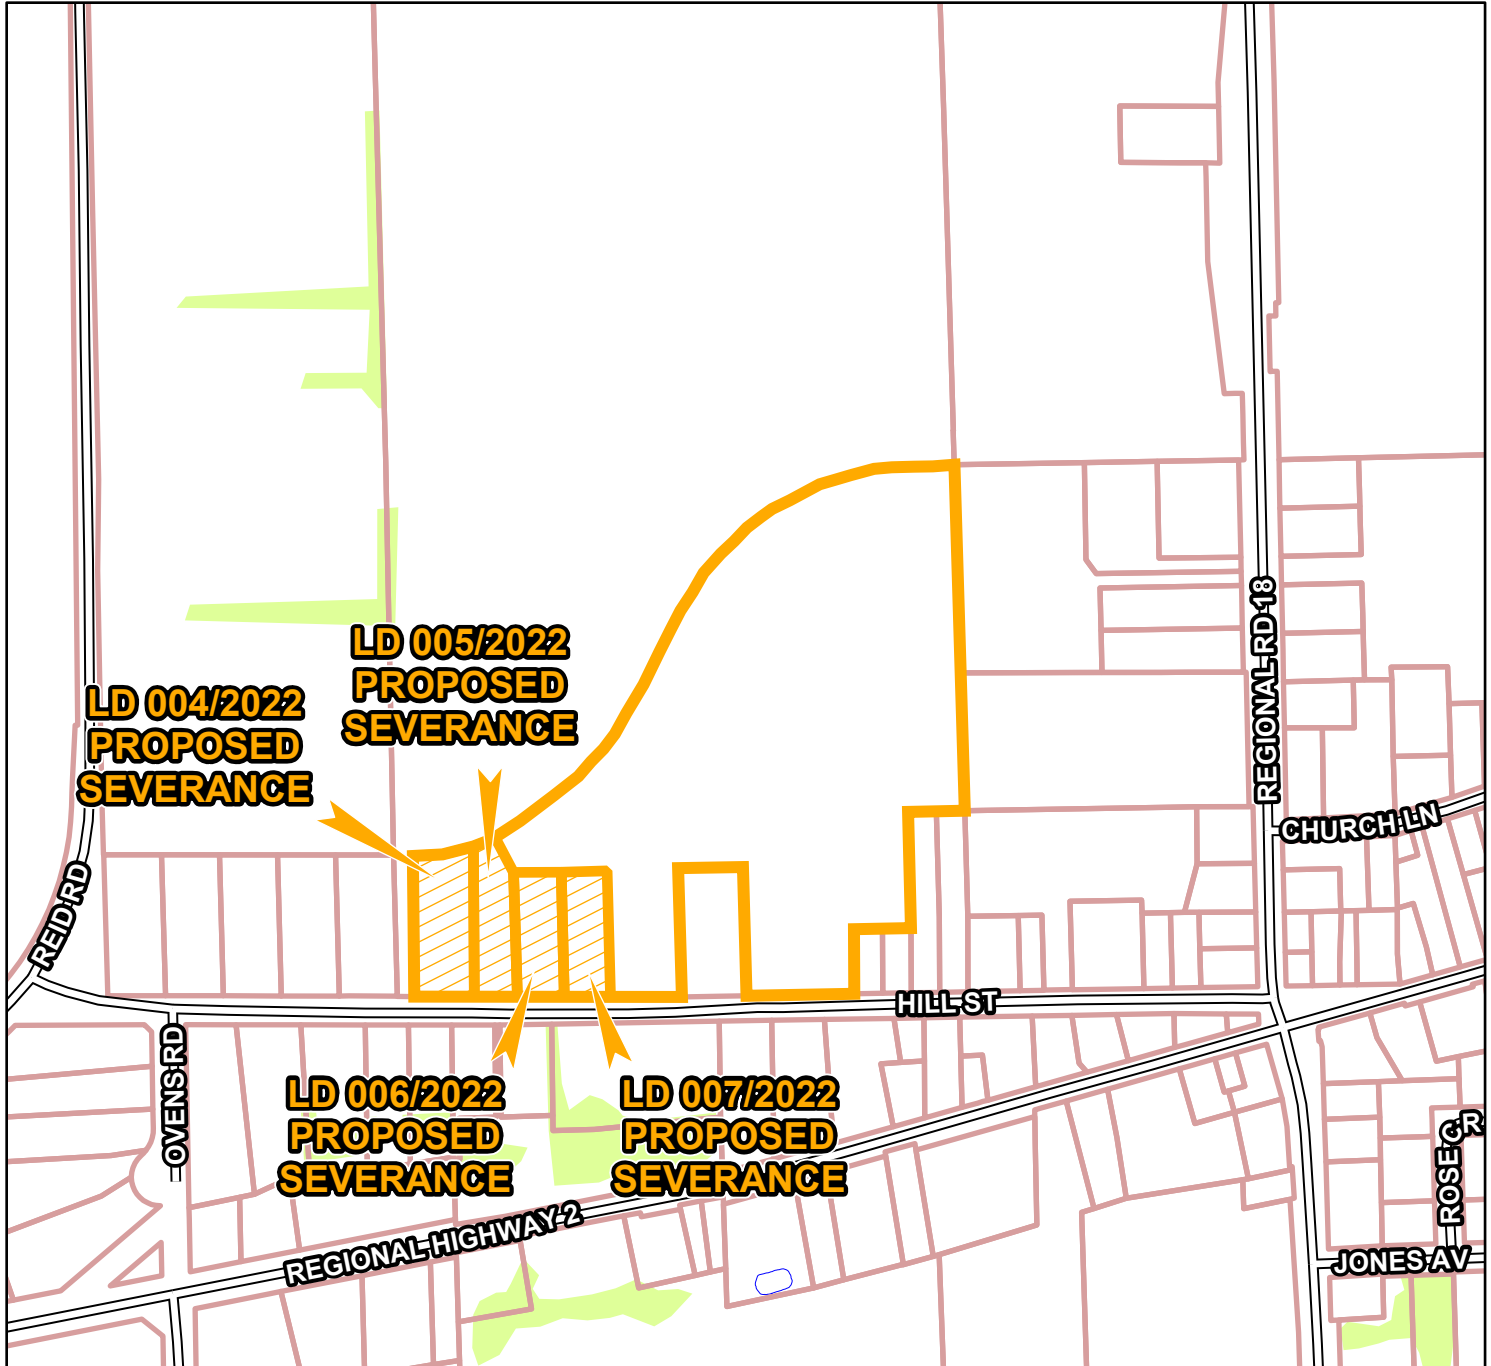 LD 005/2022
PROPOSED
SEVERANCE
LD 004/2022
PROPOSED
SEVERANCE
REGIONAL RD 18
CHURCH LN
REID RD
HILL ST
OVENS RD
LD 006/2022
PROPOSED
SEVERANCE
LD 007/2022
PROPOSED
SEVERANCE
ROSE CR
REGIONAL HIGHWAY 2
JONES AV